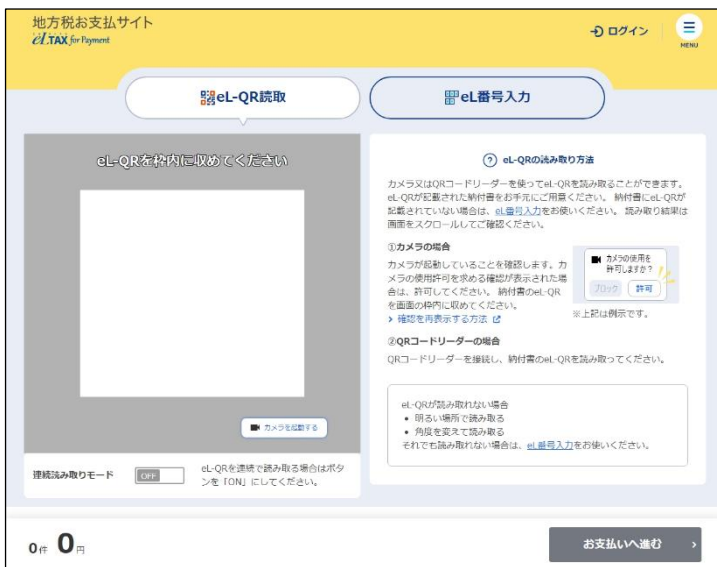 地方税お支払サイト
eLTAX for Payment
ログイン
MENU
eL-QR読取
eL番号入力
eL-QRを枠内に収めてください
カメラを起動する
連続読み取りモード
OFF
eL-QRを連続で読み取る場合はボタ
ンを「ON」にしてください。
? eL-QRの読み取り方法
カメラ又はQRコードリーダーを使ってeL-QRを読み取ることができます。
eL-QRが記載された納付書をお手元にご用意ください。 納付書にeL-QRが
記載されていない場合は、eL番号入力をお使いください。 読み取り結果は
画面をスクロールしてご確認ください。
①カメラの場合
カメラが起動していることを確認します。カ
メラの使用許可を求める確認が表示された場
合は、許可してください。 納付書のeL-QR
を画面の枠内に収めてください。
> 確認を再表示する方法
カメラの使用を
許可しますか?
ブロック
許可
※上記は例示です。
②QRコードリーダーの場合
QRコードリーダーを接続し、納付書のeL-QRを読み取ってください。
eL-QRが読み取れない場合
• 明るい場所で読み取る
• 角度を変えて読み取る
それでも読み取れない場合は、eL番号入力をお使いください。
0件 0円
お支払いへ進む >